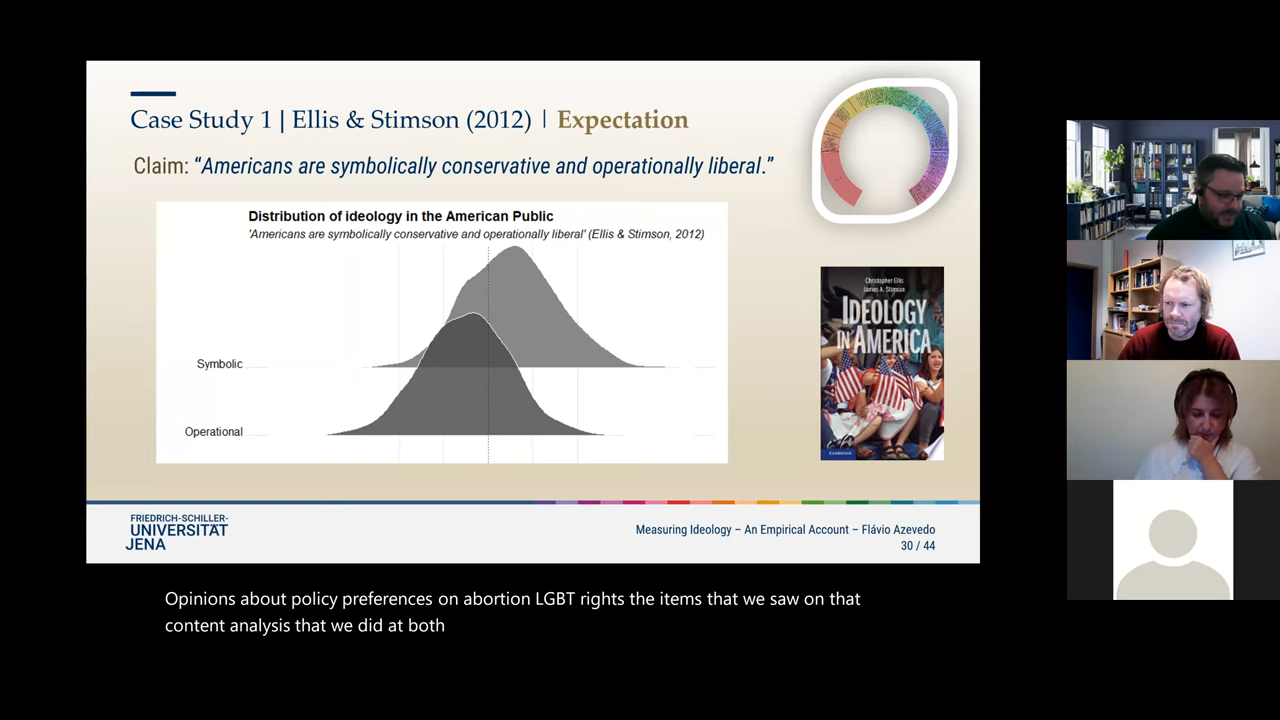 Case Study 1 | Ellis & Stimson (2012) | Expectation
Claim: “Americans are symbolically conservative and operationally liberal.”
Distribution of ideology in the American Public
'Americans are symbolically conservative and operationally liberal' (Ellis & Stimson, 2012)
Symbolic
Operational
Christopher Ellis
James A. Stimson
IDEOLOGY
IN AMERICA
CAMBRIDGE
FRIEDRICH-SCHILLER-
UNIVERSITÄT
JENA
Measuring Ideology – An Empirical Account – Flávio Azevedo
30 / 44
Opinions about policy preferences on abortion LGBT rights the items that we saw on that
content analysis that we did at both